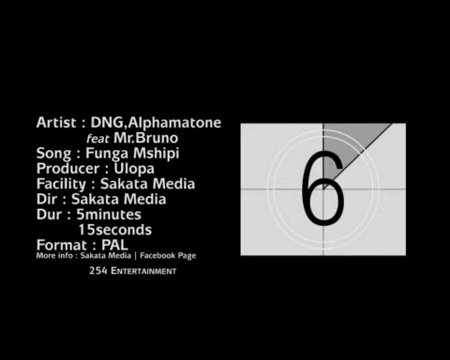 Artist : DNG,Alphamatone
feat Mr.Bruno
Song : Funga Mshipi
Producer : Ulopa
Facility : Sakata Media
Dir : Sakata Media
Dur : 5minutes
15seconds
Format : PAL
More info : Sakata Media | Facebook Page
254 ENTERTAINMENT
6